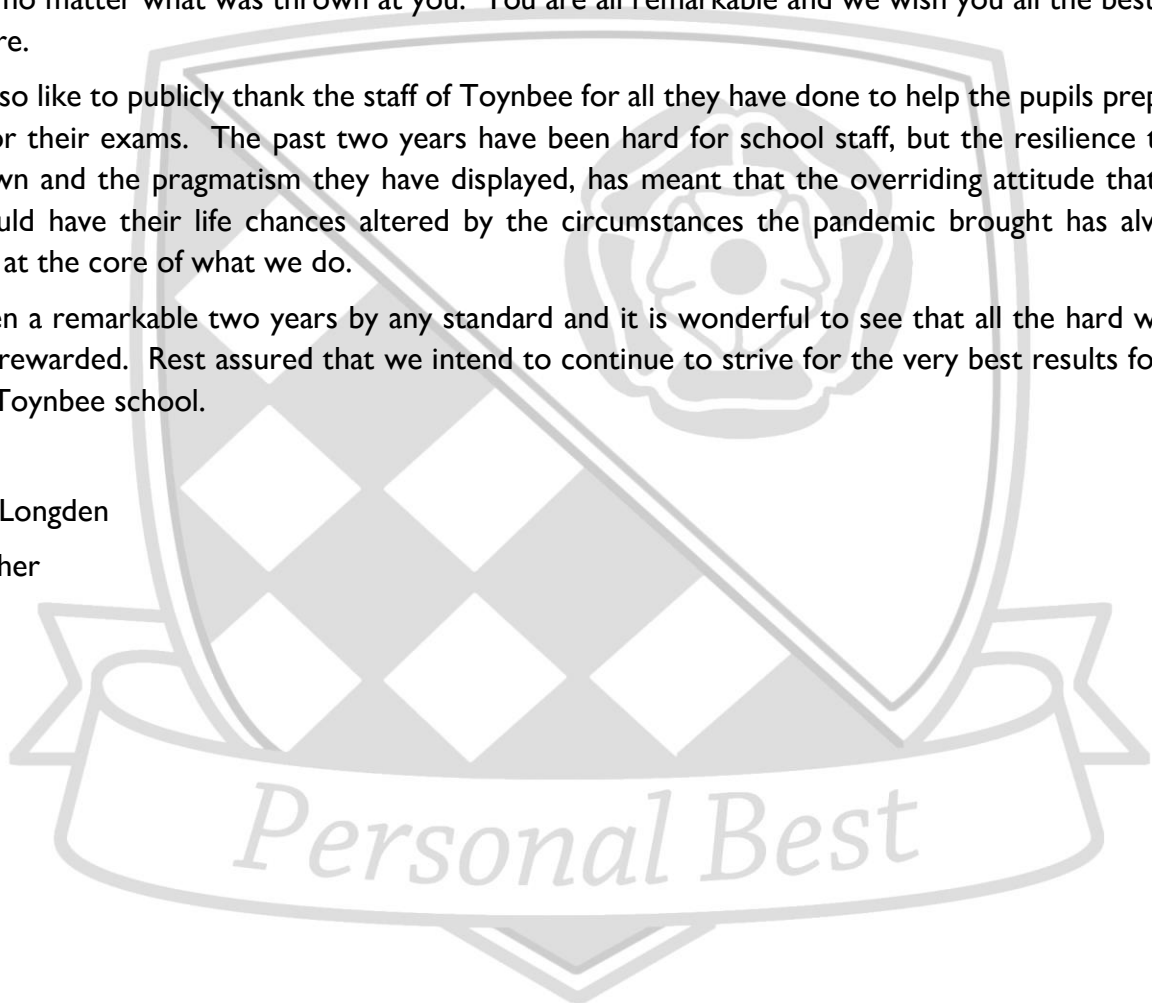 no matter what was thrown at you. You are all remarkable and we wish you all the best
re.
so like to publicly thank the staff of Toynbee for all they have done to help the pupils prep
or their exams. The past two years have been hard for school staff, but the resilience t
wn and the pragmatism they have displayed, has meant that the overriding attitude that
uld have their life chances altered by the circumstances the pandemic brought has alv
at the core of what we do.
en a remarkable two years by any standard and it is wonderful to see that all the hard w
rewarded. Rest assured that we intend to continue to strive for the very best results fo
Toynbee school.
Longden
her
Personal Best